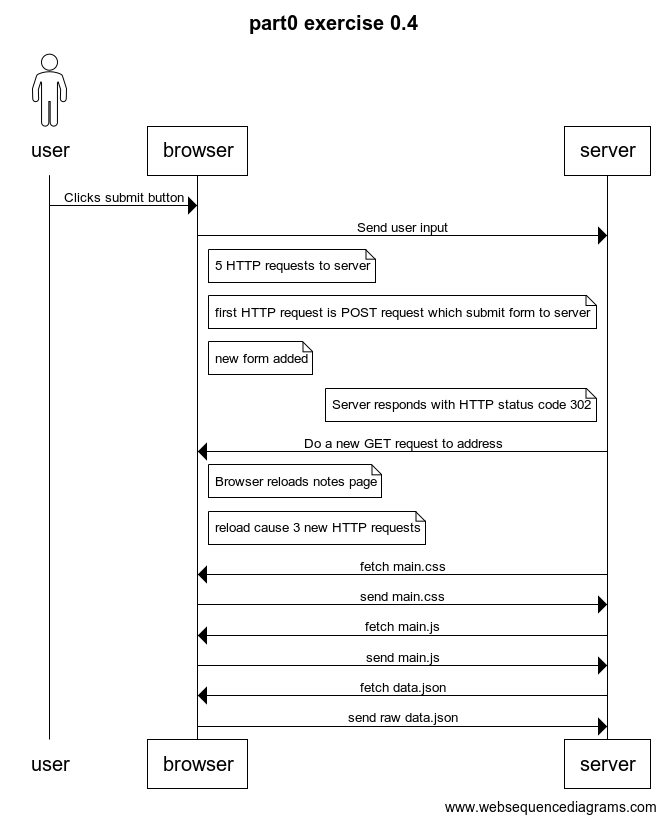 part0 exercise 0.4
user
browser
server
Clicks submit button
Send user input
5 HTTP requests to server
first HTTP request is POST request which submit form to server
new form added
Server responds with HTTP status code 302
Do a new GET request to address
Browser reloads notes page
reload cause 3 new HTTP requests
fetch main.css
send main.css
fetch main.js
send main.js
fetch data.json
send raw data.json
user
browser
server
www.websequencediagrams.com